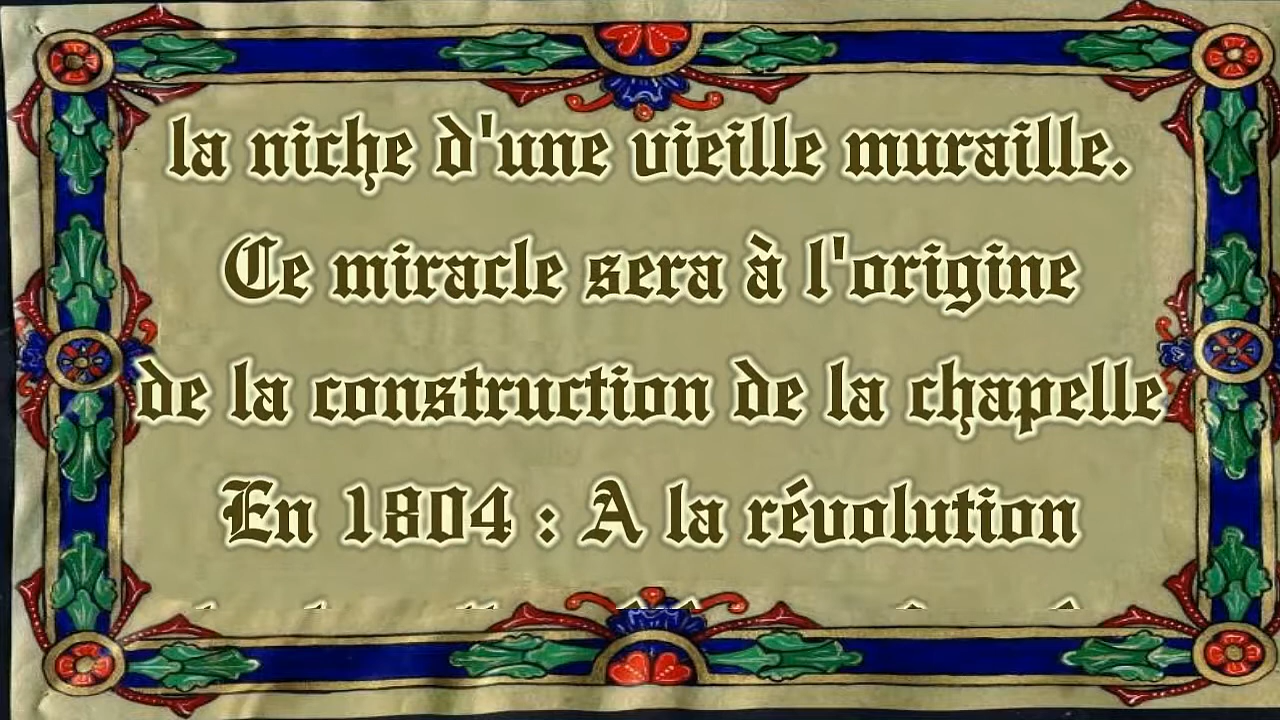 la niche d'une vieille muraille.
Ce miracle sera à l'origine
de la construction de la chapelle
En 1804 : A la révolution